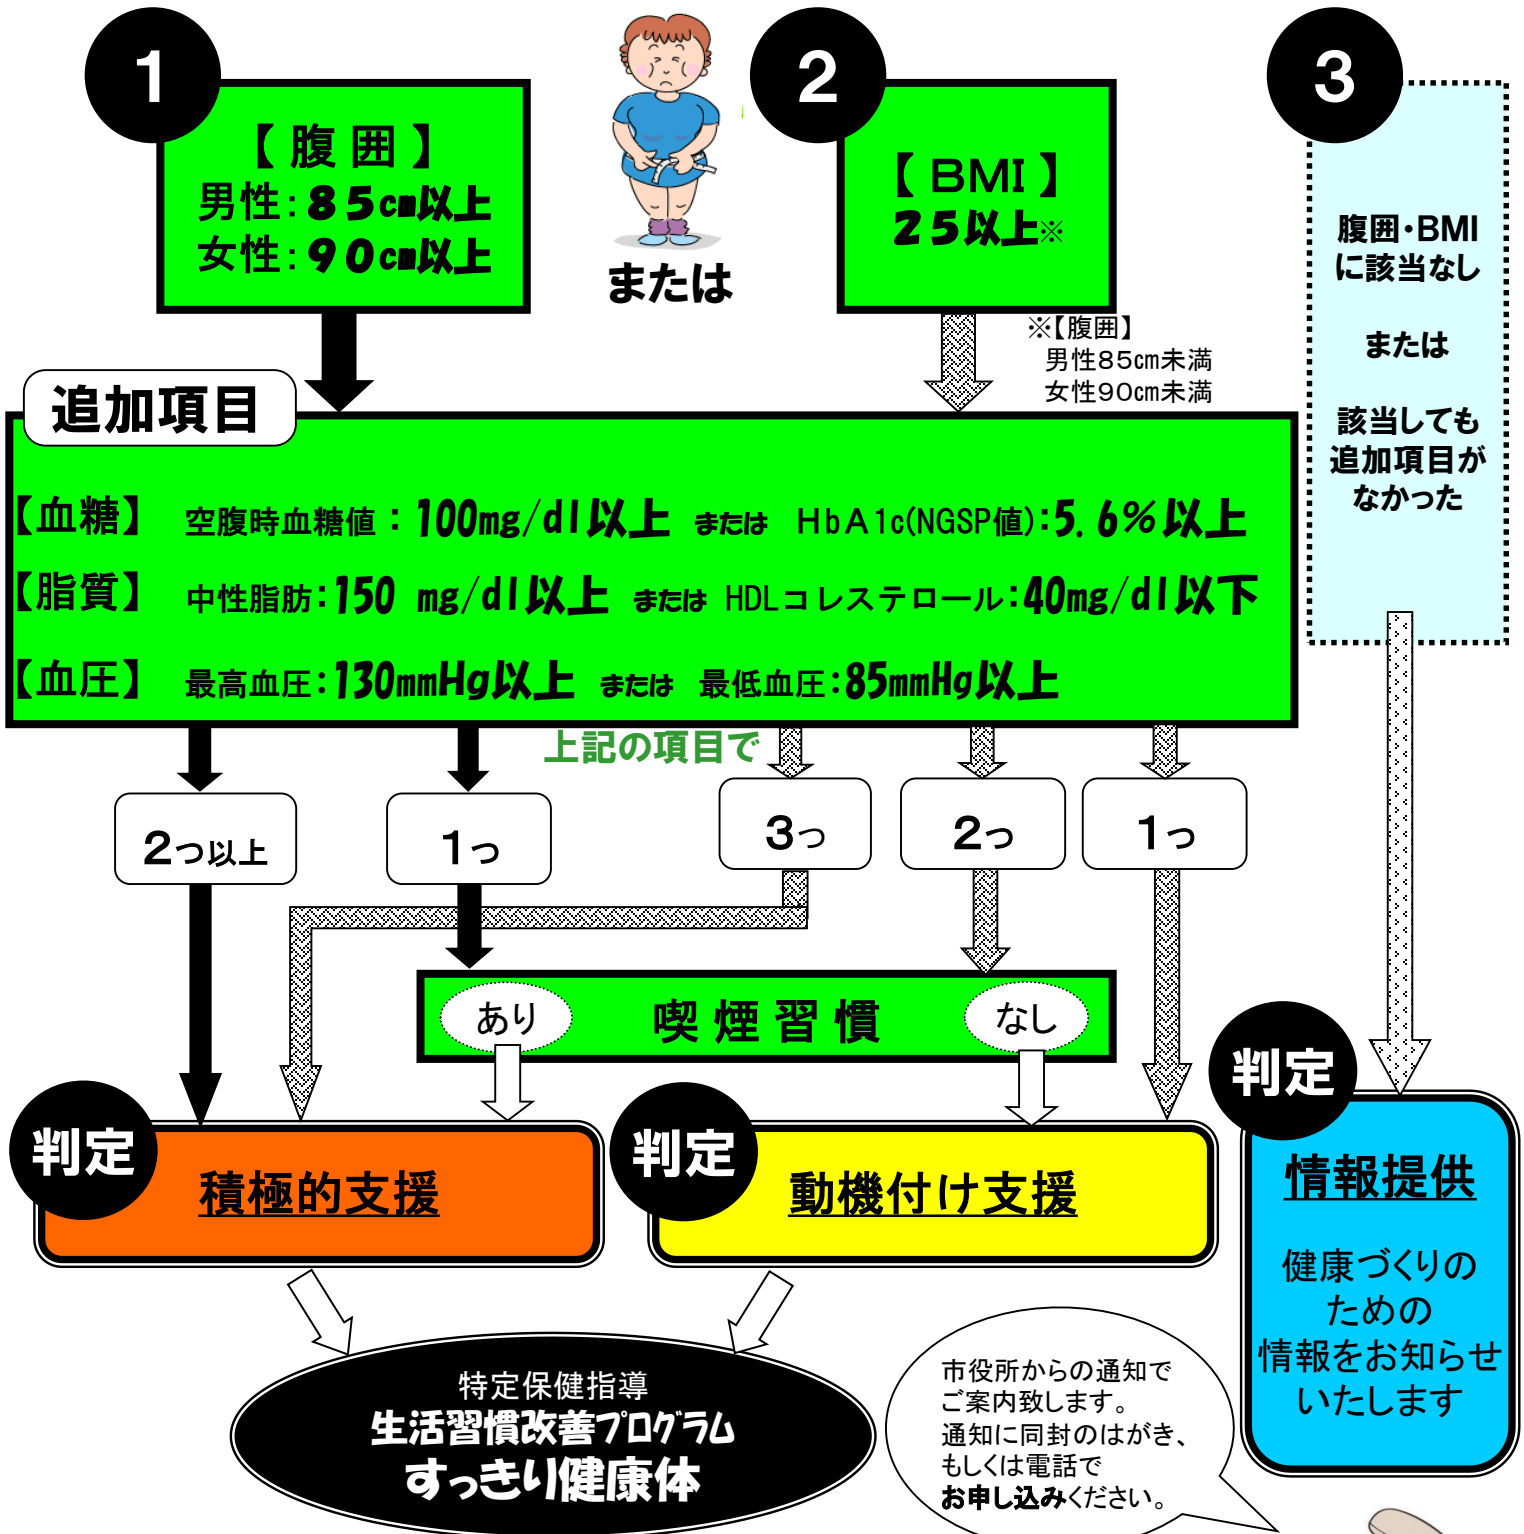 1
【腹囲】
男性：85cm以上
女性：90cm以上
または
2
【BMI】
25以上※
※【腹囲】
男性85cm未満
女性90cm未満
3
腹囲・BMI
に該当なし
または
該当しても
追加項目が
なかった
追加項目
【血糖】 空腹時血糖値：100mg/dl以上 または HbA1c(NGSP値)：5.6%以上
【脂質】 中性脂肪：150 mg/dl以上 または HDLコレステロール：40mg/dl以下
【血圧】 最高血圧：130mmHg以上 または 最低血圧：85mmHg以上
上記の項目で
2つ以上
1つ
3つ
2つ
1つ
あり 喫煙習慣 なし
判定
積極的支援
判定
動機付け支援
判定
情報提供
健康づくりの
ための
情報をお知らせ
いたします
特定保健指導
生活習慣改善プログラム
すっきり健康体
市役所からの通知で
ご案内致します。
通知に同封のはがき、
もしくは電話で
お申し込みください。